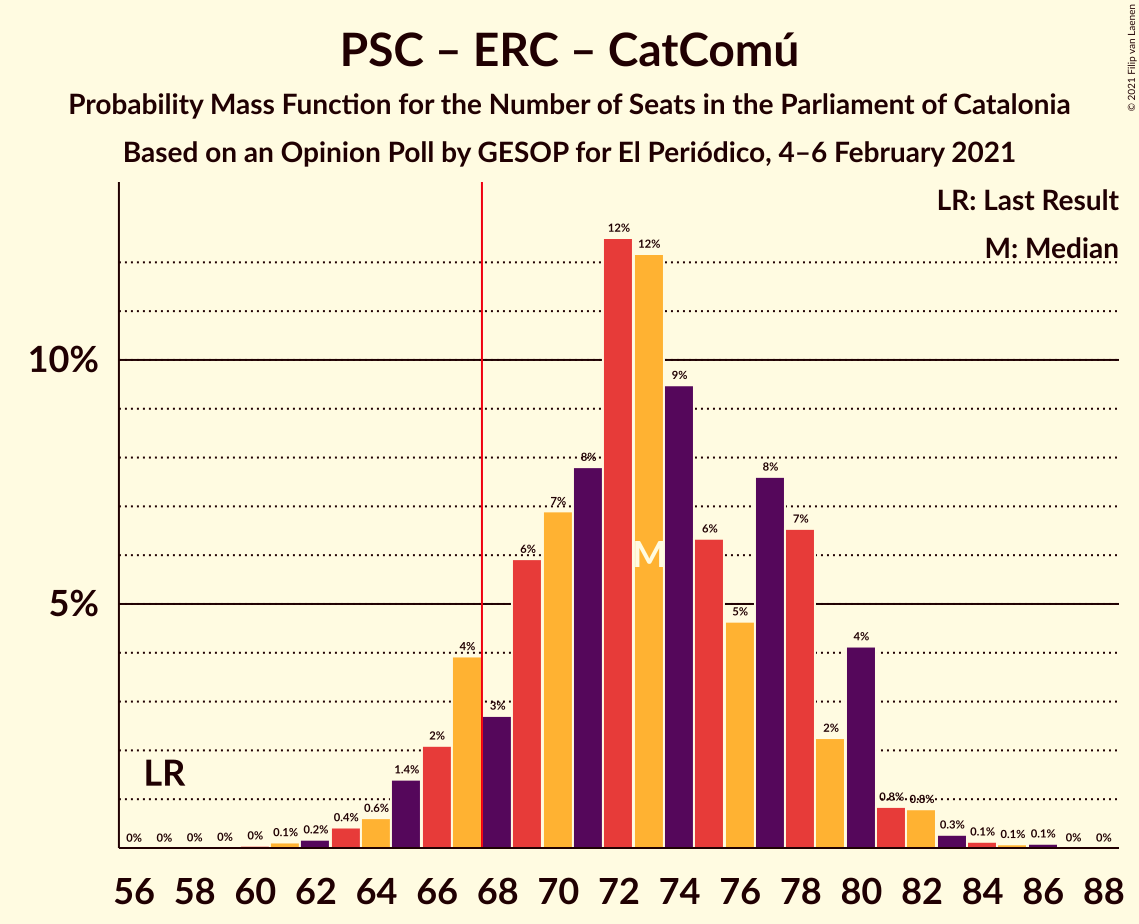 PSC – ERC – CatComú
Probability Mass Function for the Number of Seats in the Parliament of Catalonia
Based on an Opinion Poll by GESOP for El Periódico, 4–6 February 2021
© 2021 Filip van Laenen
LR: Last Result
M: Median
10%
5%
LR
M
0% 0% 0% 0% 0% 0.1% 0.2% 0.4% 0.6% 1.4% 2% 4% 3% 6% 7% 8% 12% 12% 9% 6% 5% 8% 7% 2% 4% 0.8% 0.8% 0.3% 0.1% 0.1% 0.1% 0% 0%
56 58 60 62 64 66 68 70 72 74 76 78 80 82 84 86 88